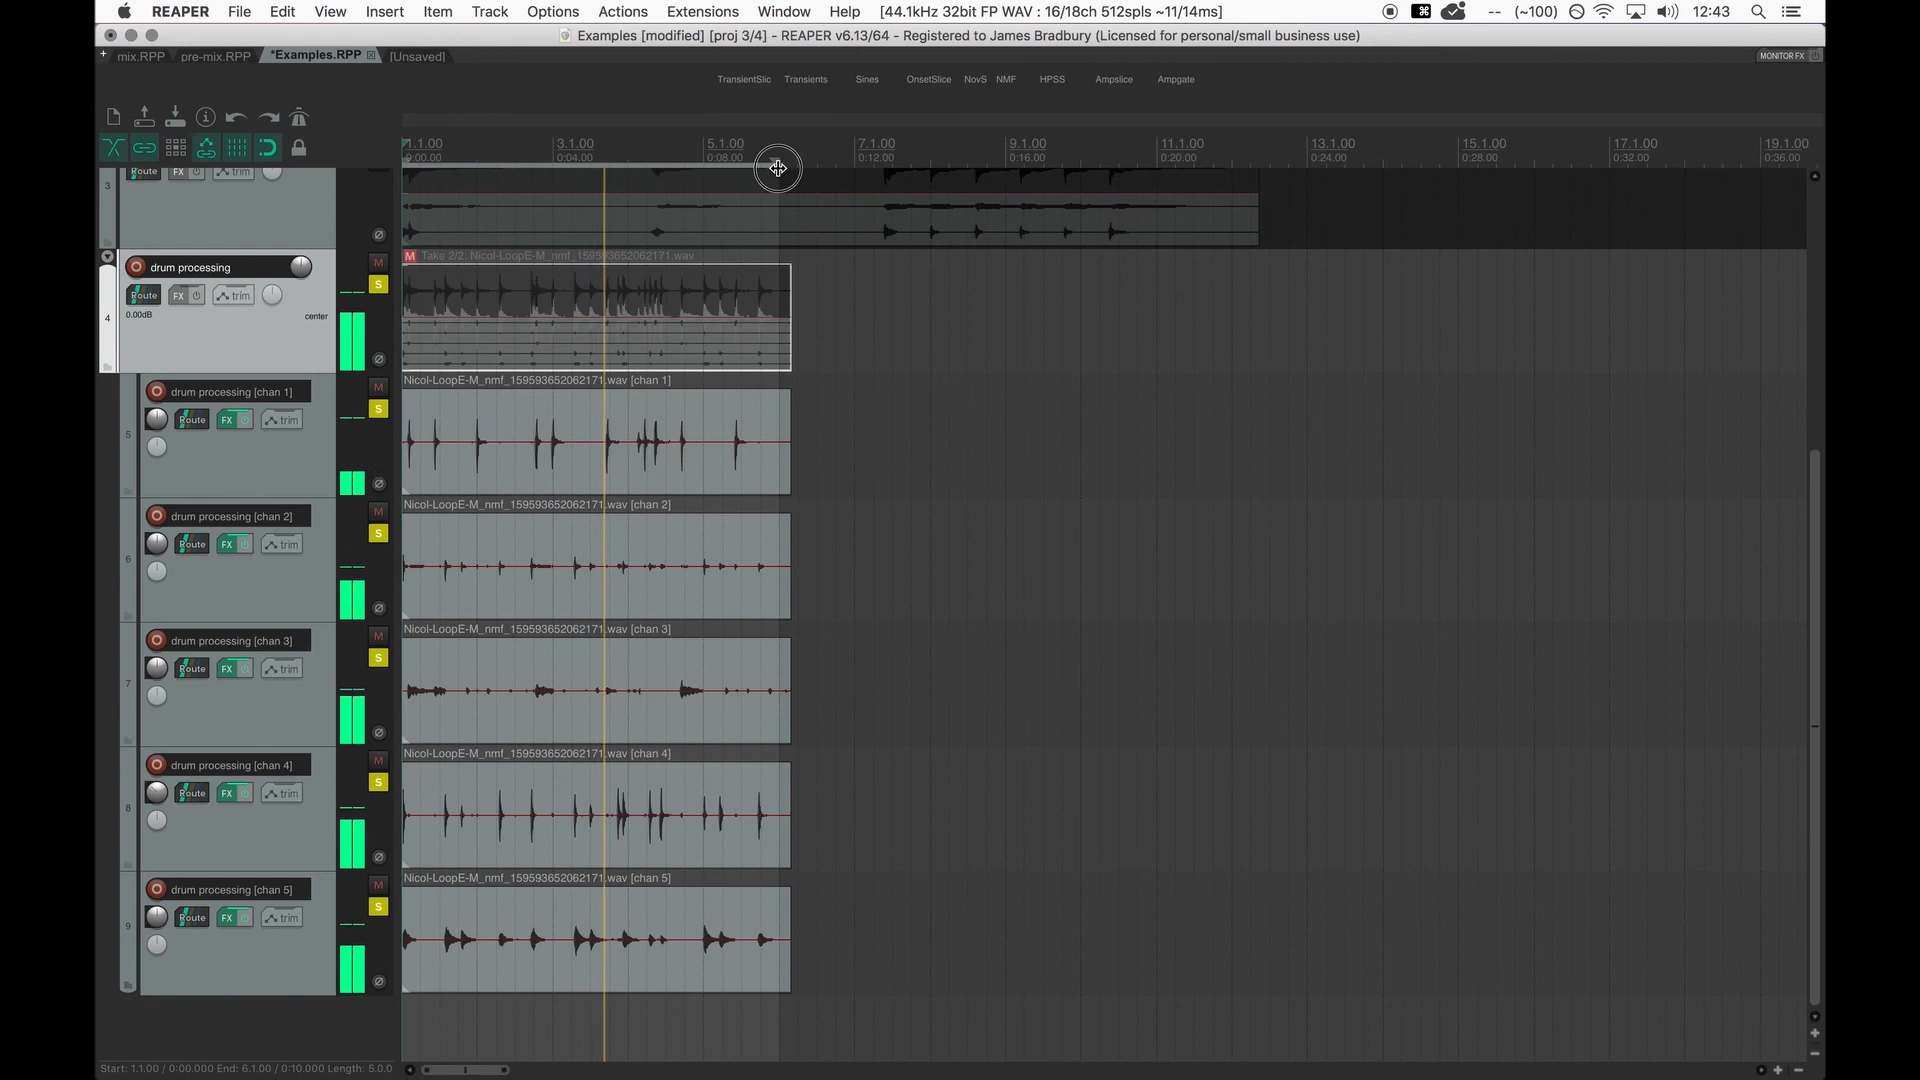 REAPER File Edit View Insert Item Track Options Actions Extensions Window Help [44.1kHz 32bit FP WAV : 16/18ch 512spls ~11/14ms] -- (~100) 12:43
Examples [modified] [proj 3/4] - REAPER v6.13/64 - Registered to James Bradbury (Licensed for personal/small business use)
+ mix.RPP pre-mix.RPP *Examples.RPP [Unsaved] MONITOR FX
TransientSlic Transients Sines OnsetSlice NovS NMF HPSS Ampslice Ampgate
1.1.00 3.1.00 5.1.00 7.1.00 9.1.00 11.1.00 13.1.00 15.1.00 17.1.00 19.1.00
0:00.00 0:04.00 0:08.00 0:12.00 0:16.00 0:20.00 0:24.00 0:28.00 0:32.00 0:36.00
3 Route FX trim
M Take 2/2: Nicol-LoopE-M_nmf_159593652062171.wav
drum processing M
S
Route FX trim
0.00dB center
4
Nicol-LoopE-M_nmf_159593652062171.wav [chan 1]
drum processing [chan 1] M
S
Route FX trim
5
Nicol-LoopE-M_nmf_159593652062171.wav [chan 2]
drum processing [chan 2] M
S
Route FX trim
6
Nicol-LoopE-M_nmf_159593652062171.wav [chan 3]
drum processing [chan 3] M
S
Route FX trim
7
Nicol-LoopE-M_nmf_159593652062171.wav [chan 4]
drum processing [chan 4] M
S
Route FX trim
8
Nicol-LoopE-M_nmf_159593652062171.wav [chan 5]
drum processing [chan 5] M
S
Route FX trim
9
Start: 1.1.00 / 0:00.000 End: 6.1.00 / 0:10.000 Length: 5.0.0